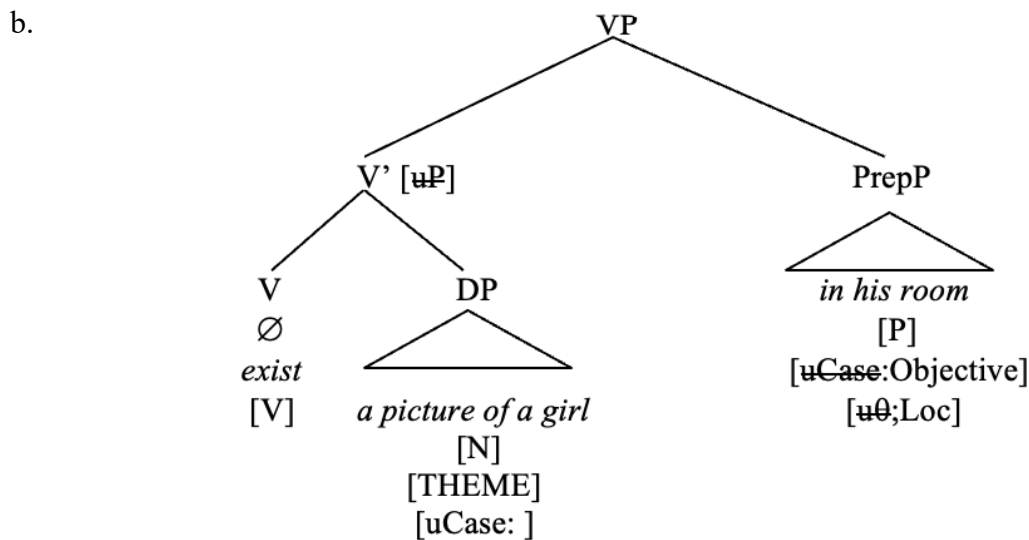 b.
VP
V’ [uP] PrepP
V DP in his room
∅ [P]
exist [uCase:Objective]
[V] a picture of a girl [uθ;Loc]
[N]
[THEME]
[uCase: ]